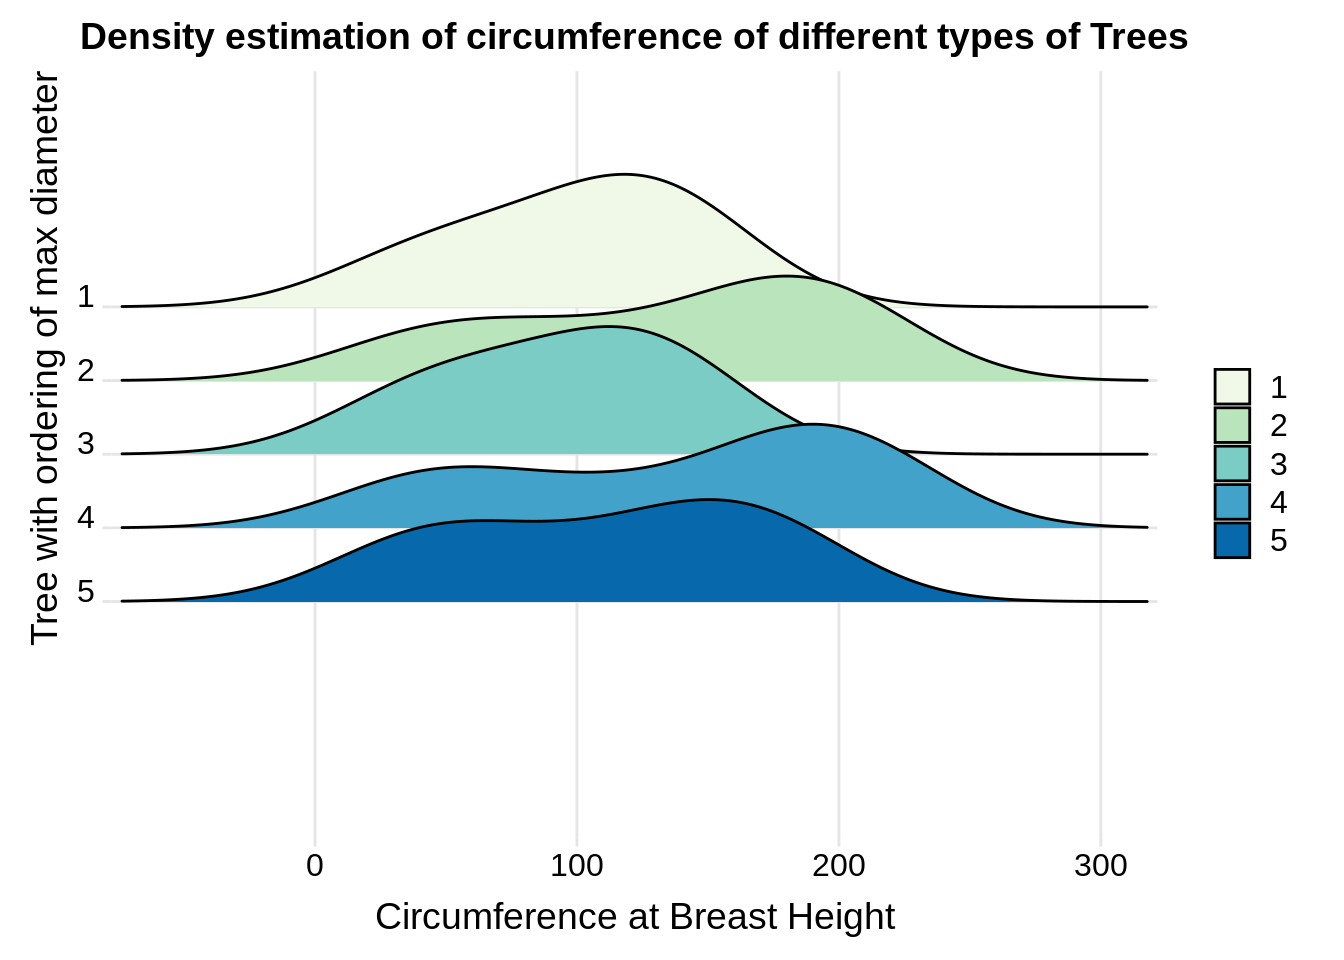 Density estimation of circumference of different types of Trees
Tree with ordering of max diameter
1
2
3
4
5
0 100 200 300
Circumference at Breast Height
1
2
3
4
5